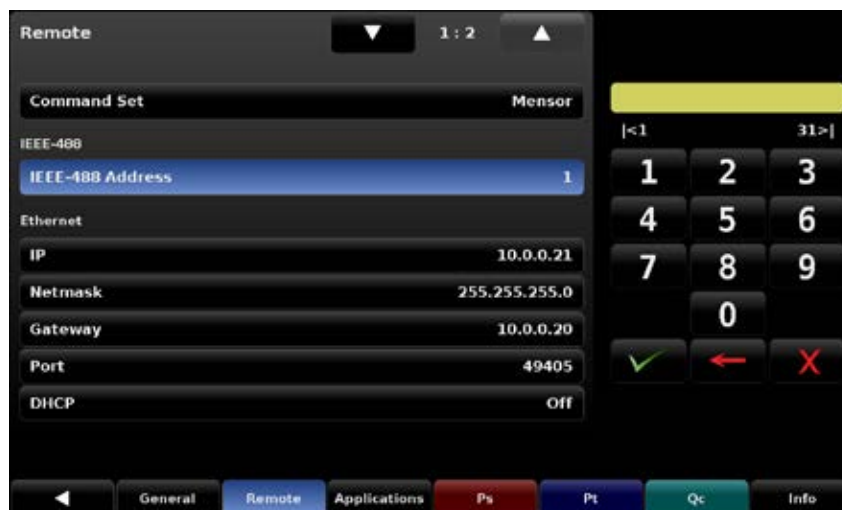 Remote 1 : 2
Command Set Mensor
IEEE-488
IEEE-488 Address 1
Ethernet
IP 10.0.0.21
Netmask 255.255.255.0
Gateway 10.0.0.20
Port 49405
DHCP Off
|<1 31>|
1 2 3
4 5 6
7 8 9
0
X
General Remote Applications Ps Pt Qc Info